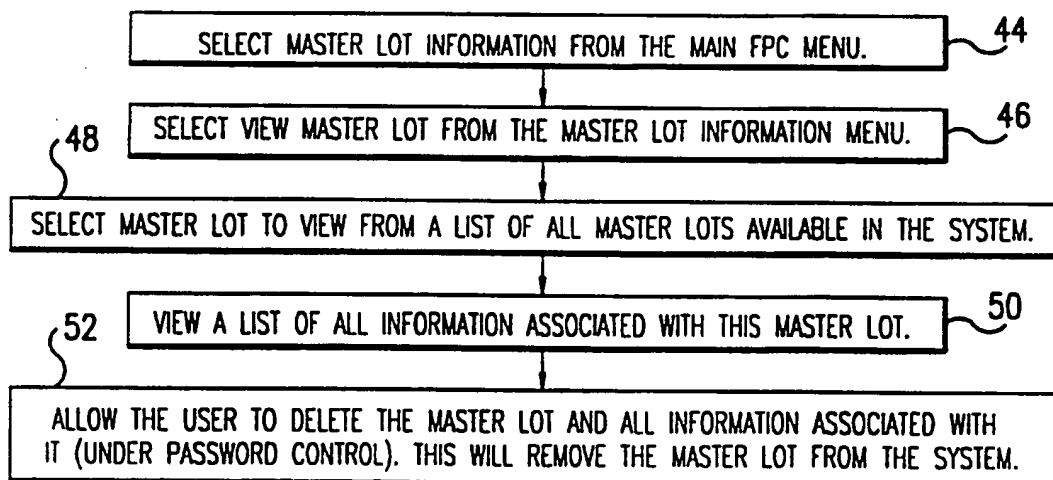 SELECT MASTER LOT INFORMATION FROM THE MAIN FPC MENU.
44
SELECT VIEW MASTER LOT FROM THE MASTER LOT INFORMATION MENU.
46
48
SELECT MASTER LOT TO VIEW FROM A LIST OF ALL MASTER LOTS AVAILABLE IN THE SYSTEM.
VIEW A LIST OF ALL INFORMATION ASSOCIATED WITH THIS MASTER LOT.
50
52
ALLOW THE USER TO DELETE THE MASTER LOT AND ALL INFORMATION ASSOCIATED WITH
IT (UNDER PASSWORD CONTROL). THIS WILL REMOVE THE MASTER LOT FROM THE SYSTEM.